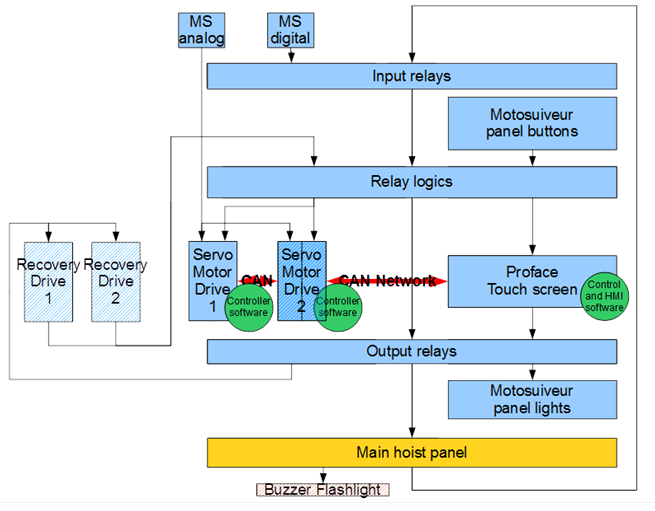 MS
analog
MS
digital
Input relays
Motosuiveur
panel buttons
Relay logics
Recovery
Drive
1
Recovery
Drive
2
Servo
Motor
Drive
1
Servo
Motor
Drive
2
CAN
CAN Network
Controller
software
Controller
software
Proface
Touch screen
Control
and HMI
software
Output relays
Motosuiveur
panel lights
Main hoist panel
Buzzer Flashlight